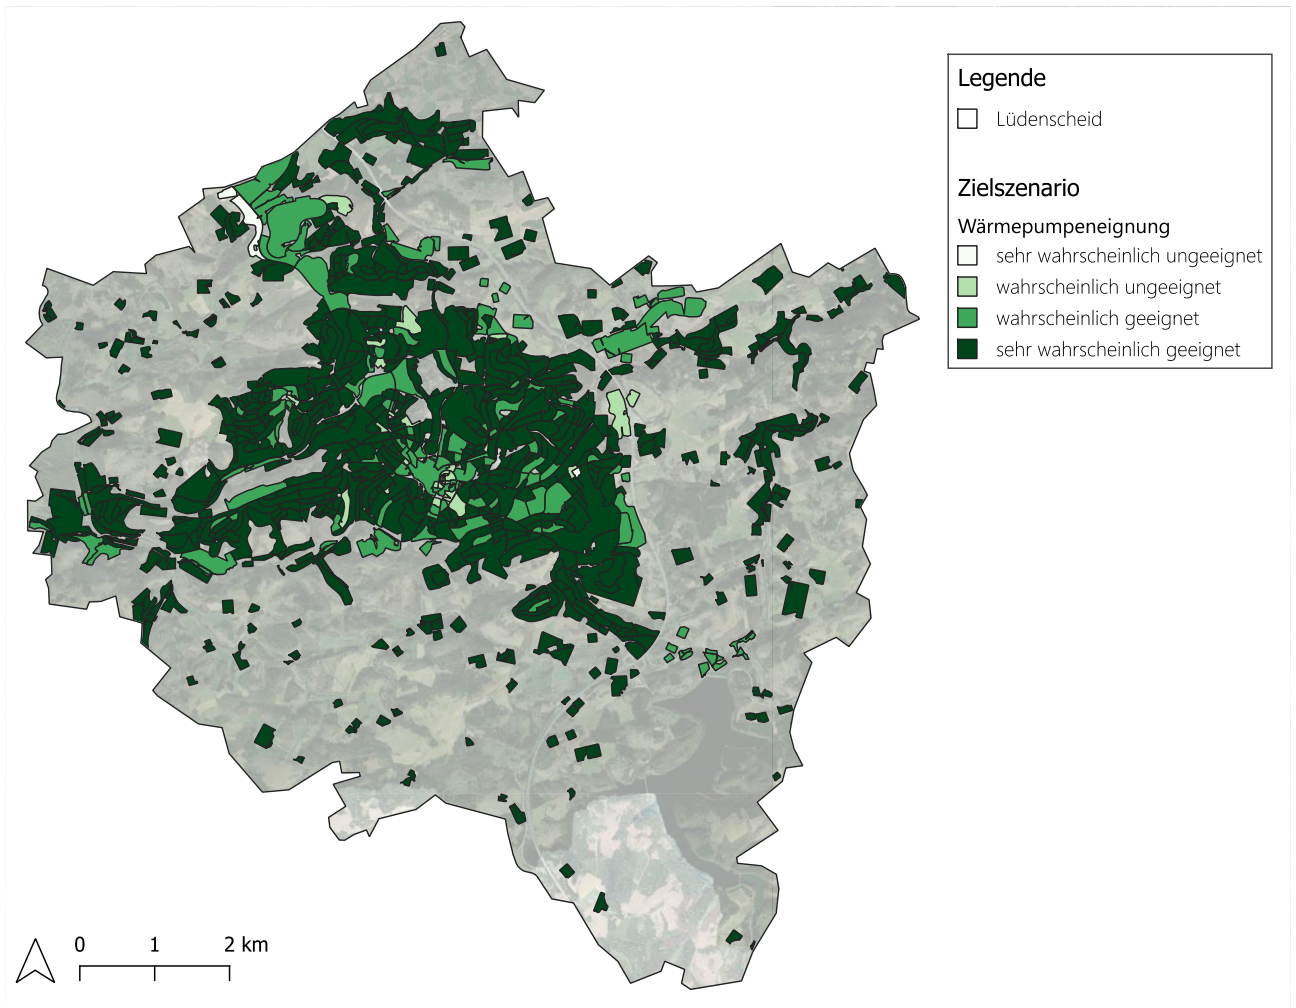 Legende
Lüdenscheid
Zielszenario
Wärmepumpeneignung
sehr wahrscheinlich ungeeignet
wahrscheinlich ungeeignet
wahrscheinlich geeignet
sehr wahrscheinlich geeignet
0 1 2 km